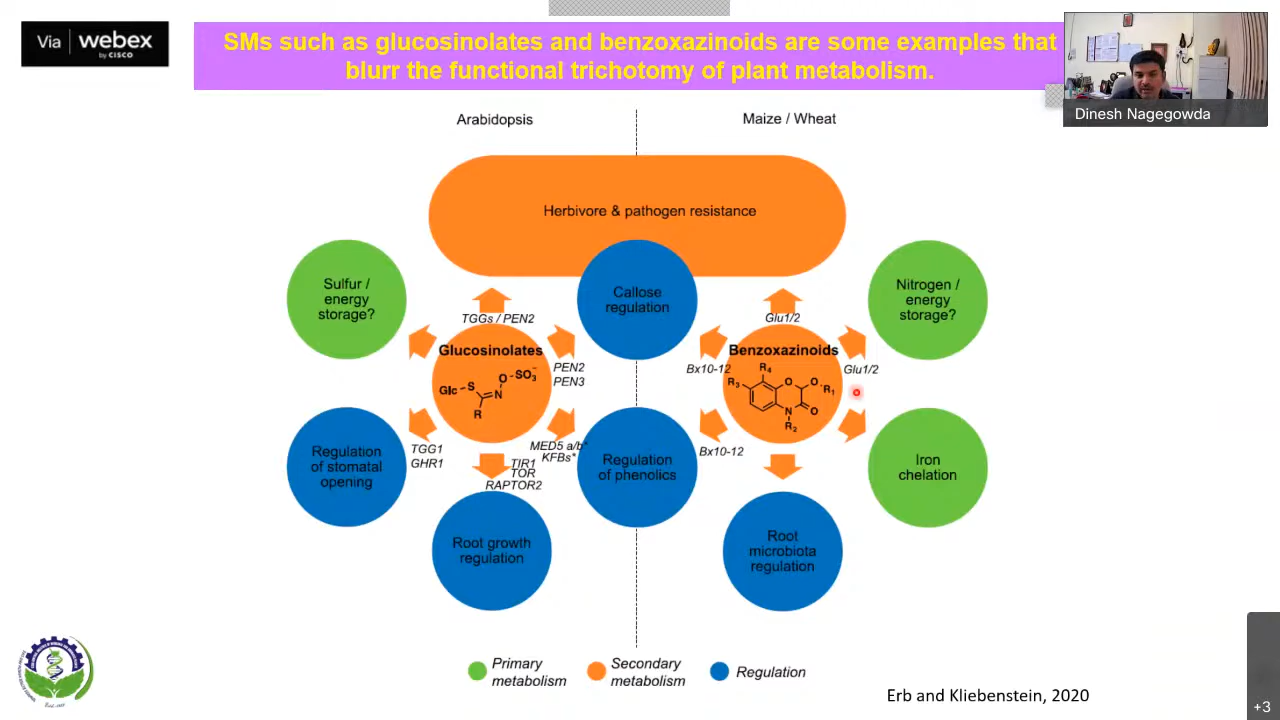 Via | webex
by CISCO
SMs such as glucosinolates and benzoxazinoids are some examples that
blurr the functional trichotomy of plant metabolism.
Dinesh Nagegowda
Arabidopsis
Maize / Wheat
Herbivore & pathogen resistance
Sulfur /
energy
storage?
Callose
regulation
Nitrogen /
energy
storage?
TGGs / PEN2
Glu1/2
Glucosinolates
Benzoxazinoids
PEN2
PEN3
Bx10-12
Glu1/2
Glc
S
N
O
SO3-
R
R4
R3
O
O
R1
N
O
R2
Regulation
of stomatal
opening
TGG1
GHR1
MED5 a/b*
KFBs*
TIR1
TOR
RAPTOR2
Regulation
of phenolics
Bx10-12
Iron
chelation
Root growth
regulation
Root
microbiota
regulation
Primary
metabolism
Secondary
metabolism
Regulation
Erb and Kliebenstein, 2020
+3